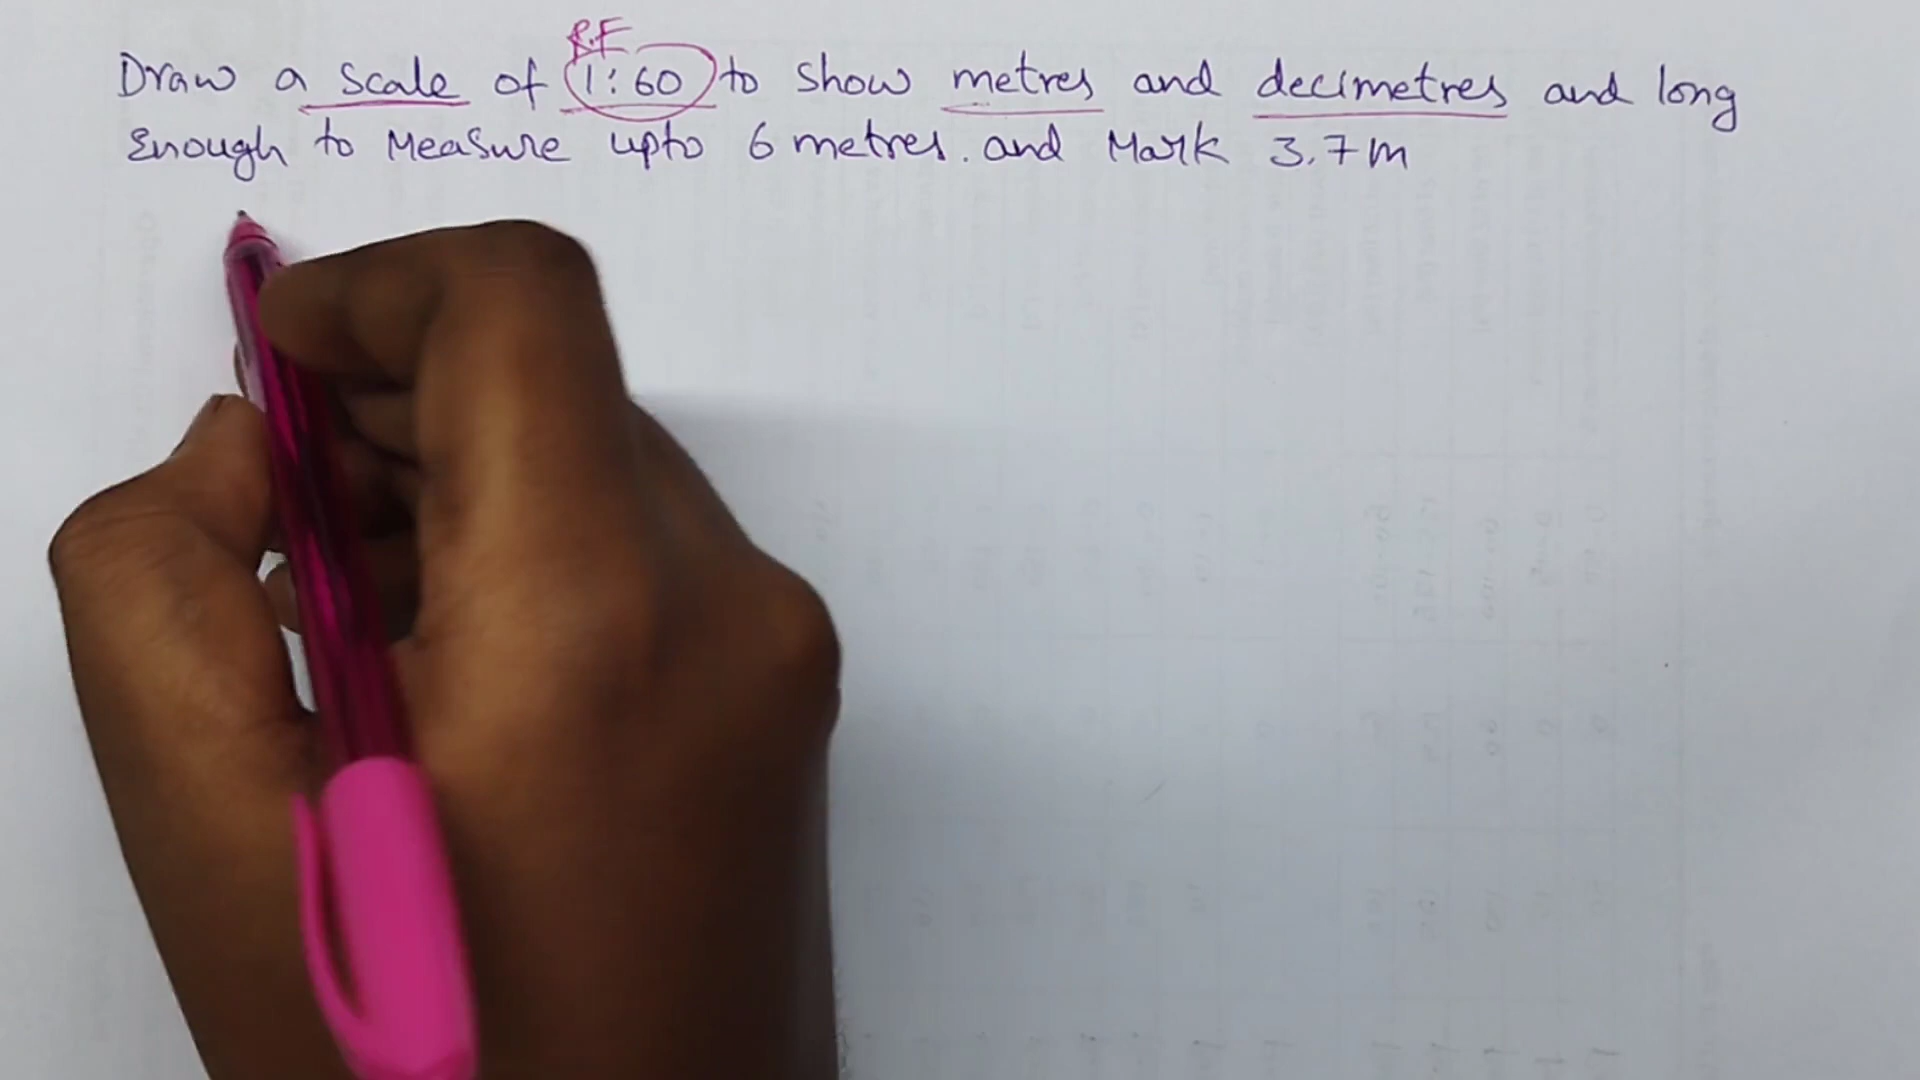 R.F
Draw a scale of 1:60 to show metres and decimetres and long
Enough to Measure upto 6 metres. and Mark 3.7m